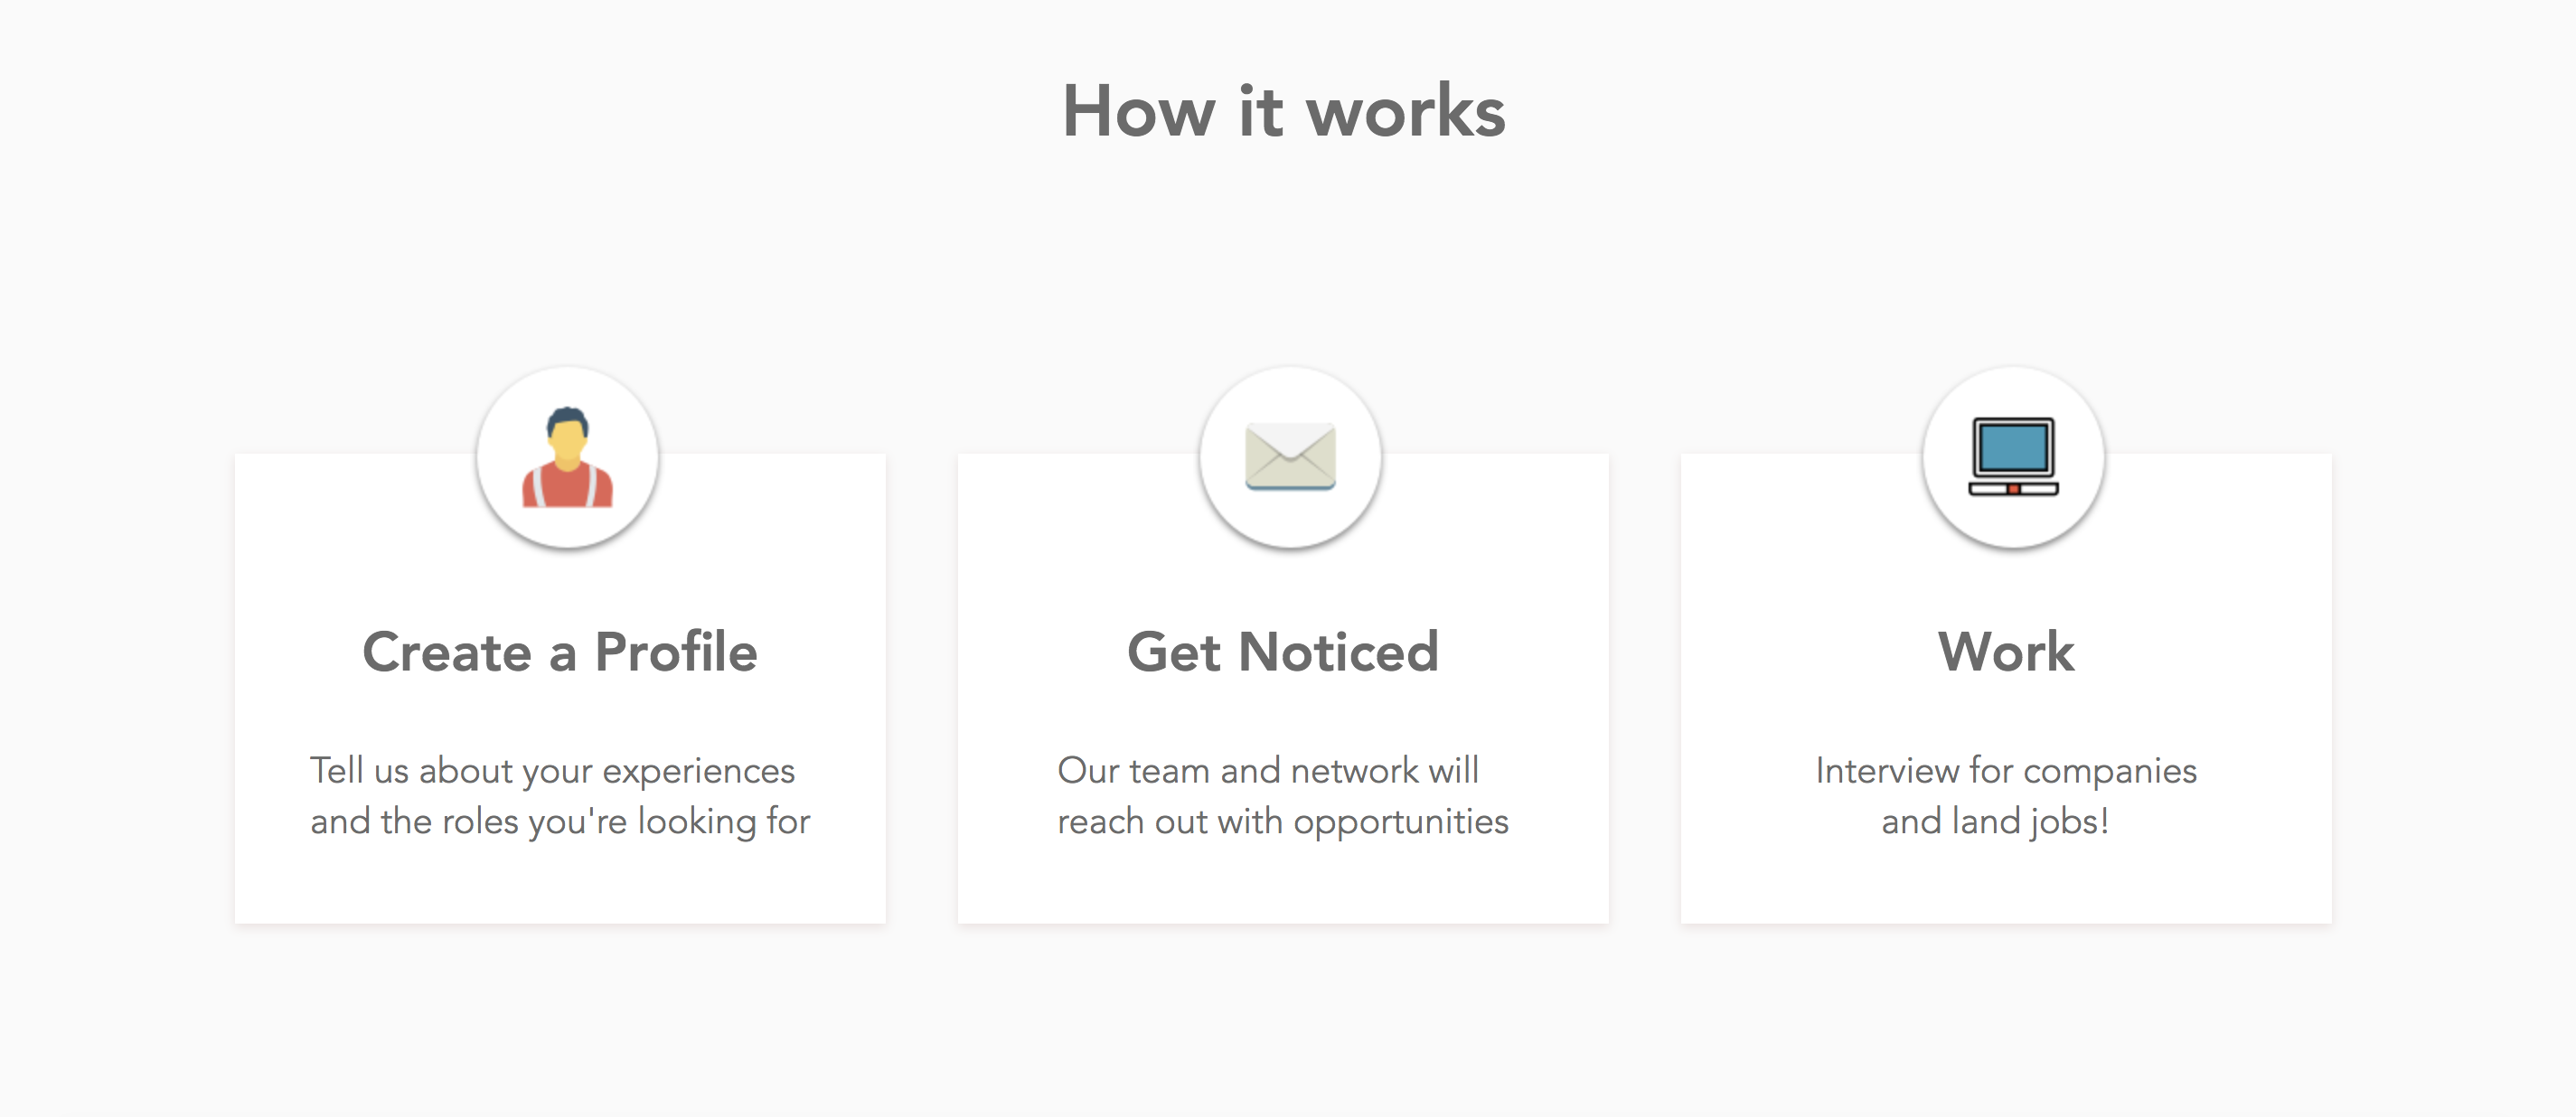 How it works
Create a Profile
Tell us about your experiences
and the roles you're looking for
Get Noticed
Our team and network will
reach out with opportunities
Work
Interview for companies
and land jobs!